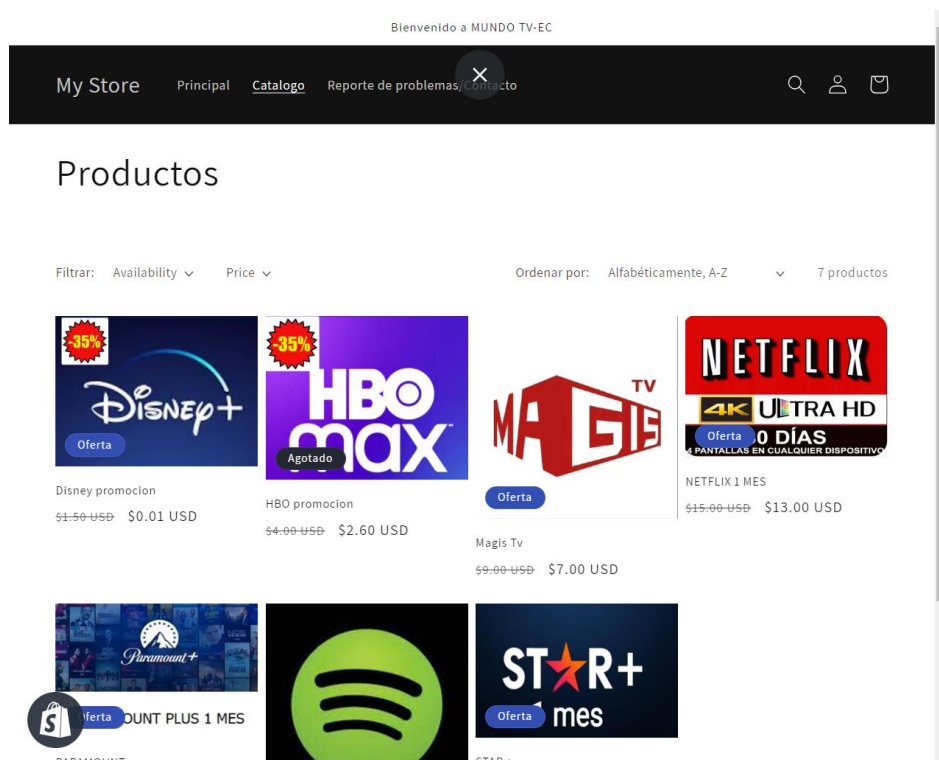 Bienvenido a MUNDO TV-EC
My Store
Principal
Catalogo
Reporte de problemas/Contacto
Productos
Filtrar:
Availability
Price
Ordenar por:
Alfabéticamente, A-Z
7 productos
-35%
Disney+
Oferta
Disney promocion
$1.50 USD $0.01 USD
-35%
HBO
max
Agotado
HBO promocion
$4.00 USD $2.60 USD
MAGIS TV
Oferta
Magis Tv
$9.00 USD $7.00 USD
NETFLIX
4K ULTRA HD
Oferta 0 DÍAS
4 PANTALLAS EN CUALQUIER DISPOSITIVO
NETFLIX 1 MES
$15.00 USD $13.00 USD
Paramount+
Oferta OUNT PLUS 1 MES
STAR+
Oferta mes